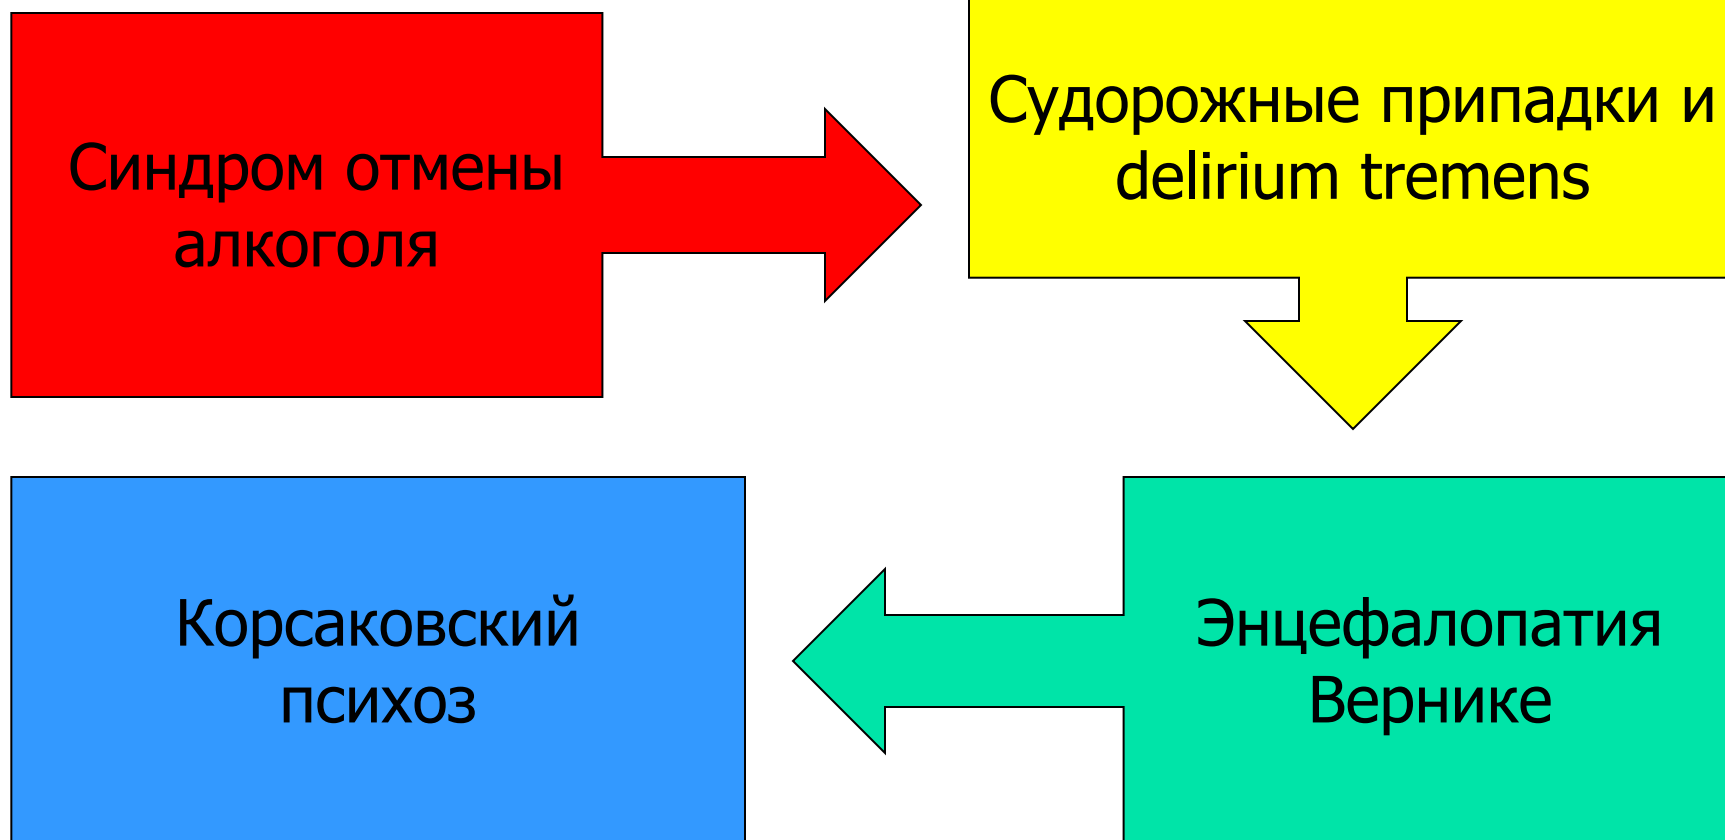 Синдром отмены
алкоголя
Судорожные припадки и
delirium tremens
Корсаковский
психоз
Энцефалопатия
Вернике